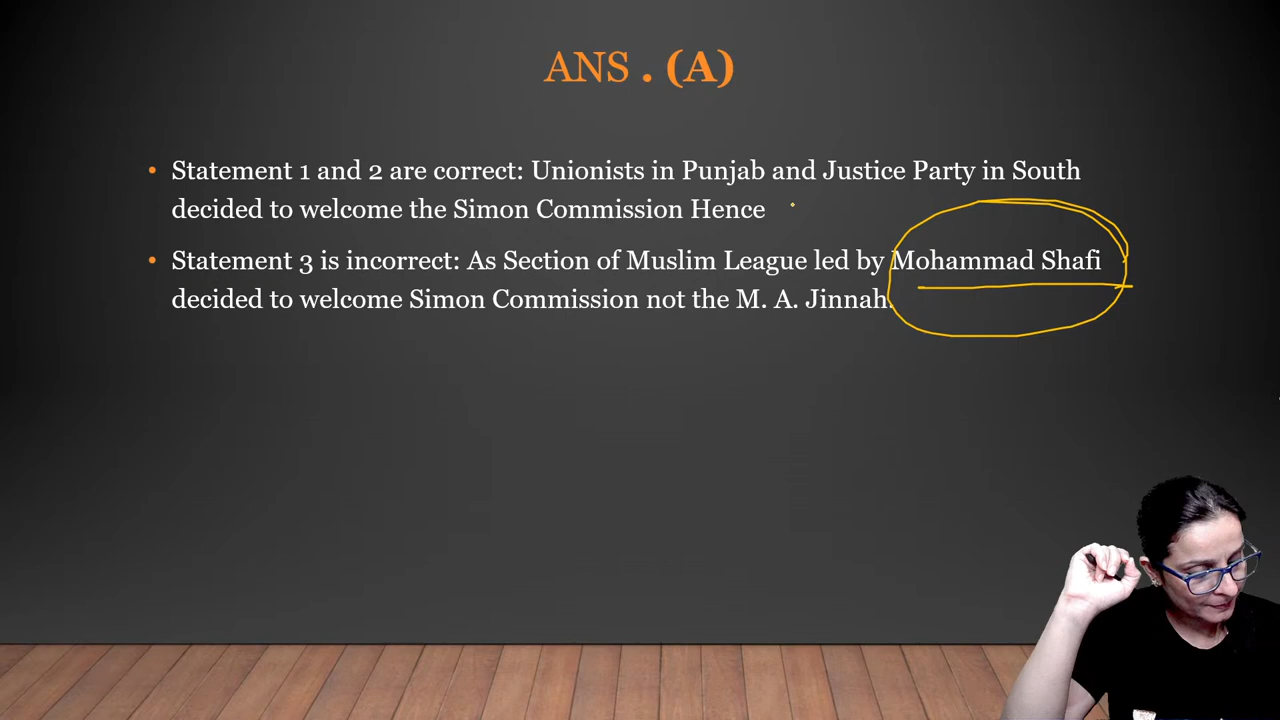 ANS . (A)
• Statement 1 and 2 are correct: Unionists in Punjab and Justice Party in South
decided to welcome the Simon Commission Hence
• Statement 3 is incorrect: As Section of Muslim League led by Mohammad Shafi
decided to welcome Simon Commission not the M. A. Jinnah.